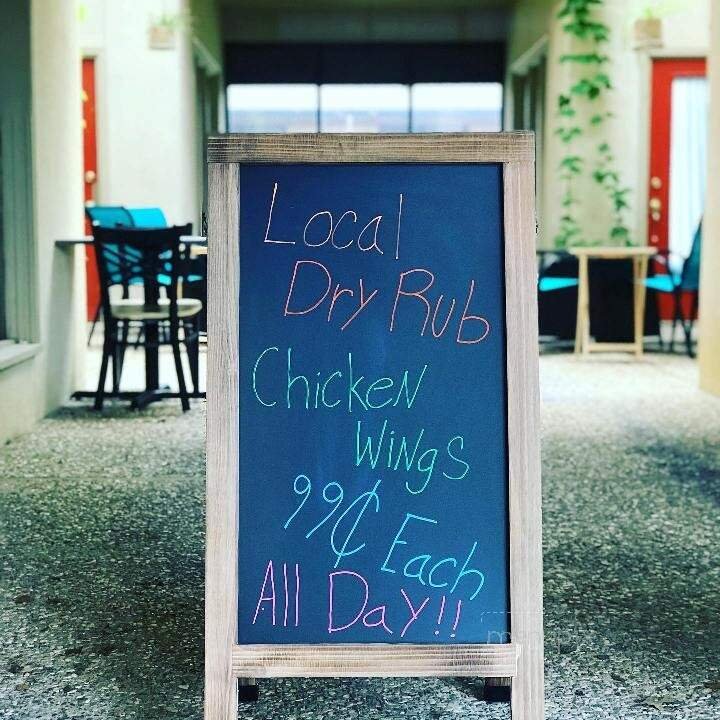 Local
Dry Rub
Chicken
Wings
99¢ Each
All Day!!